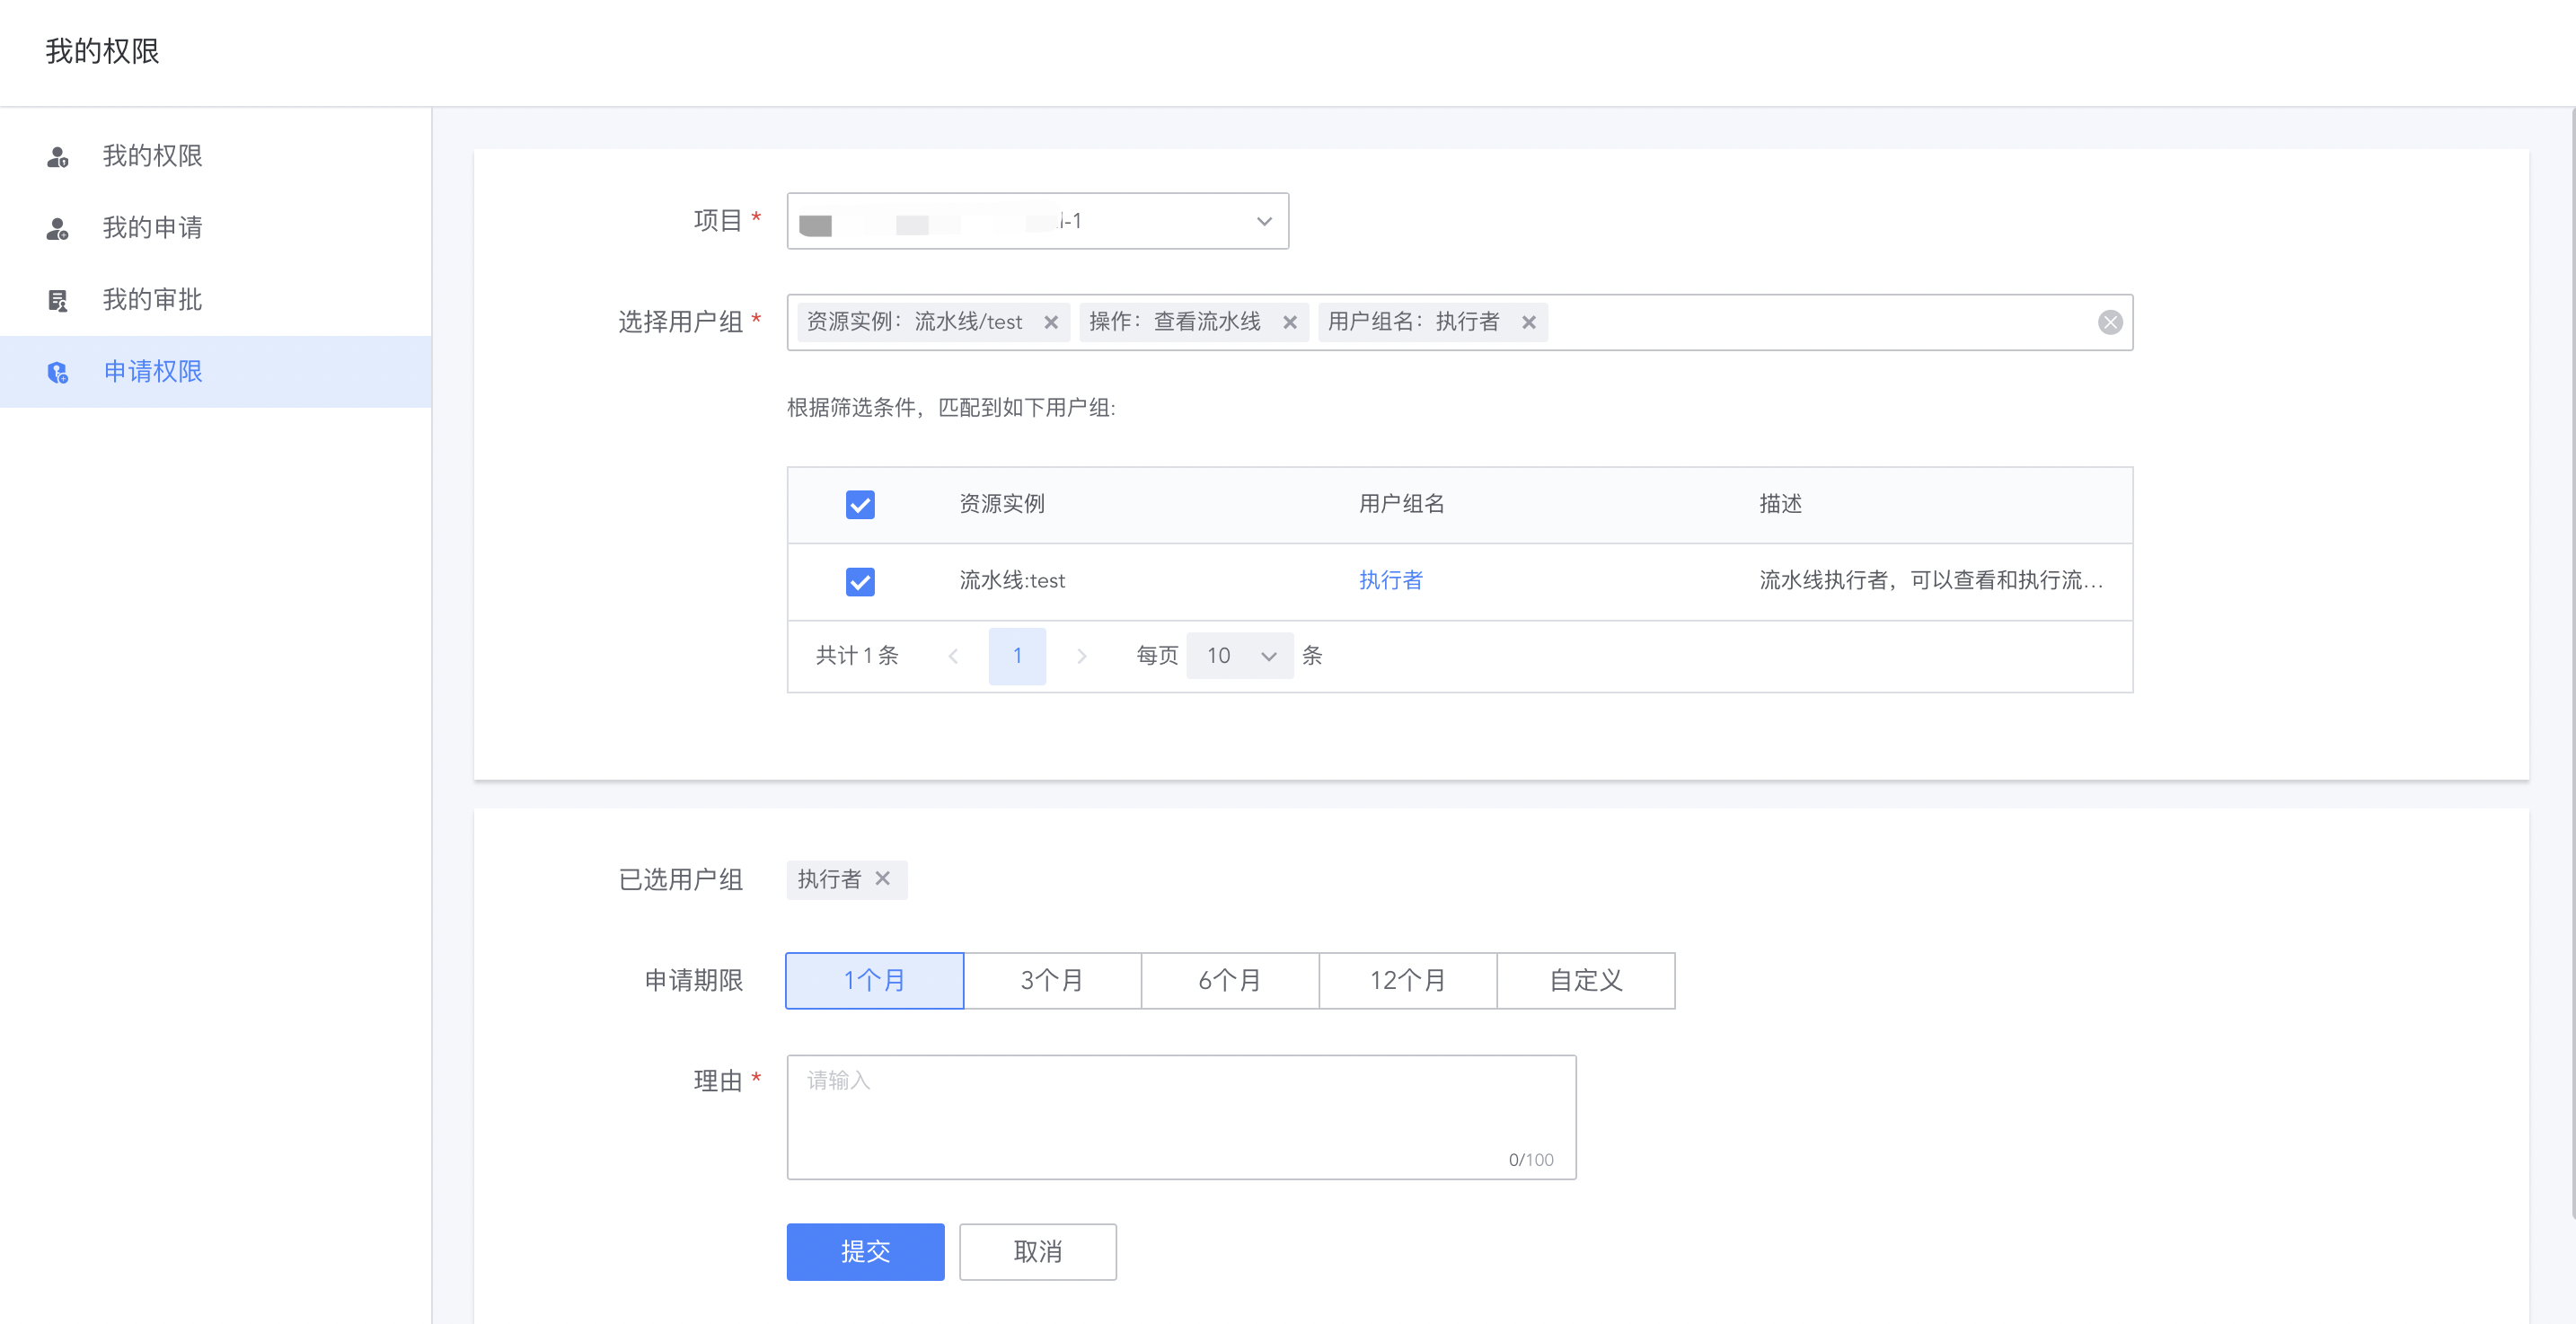 我的权限
我的权限
我的申请
我的审批
申请权限
项目 *
-1
选择用户组 * 资源实例：流水线/test 操作：查看流水线 用户组名：执行者
根据筛选条件，匹配到如下用户组:
资源实例 用户组名 描述
流水线:test 执行者 流水线执行者，可以查看和执行流...
共计 1 条 1 每页 10 条
已选用户组 执行者
申请期限 1个月 3个月 6个月 12个月 自定义
理由 * 请输入
0/100
提交 取消